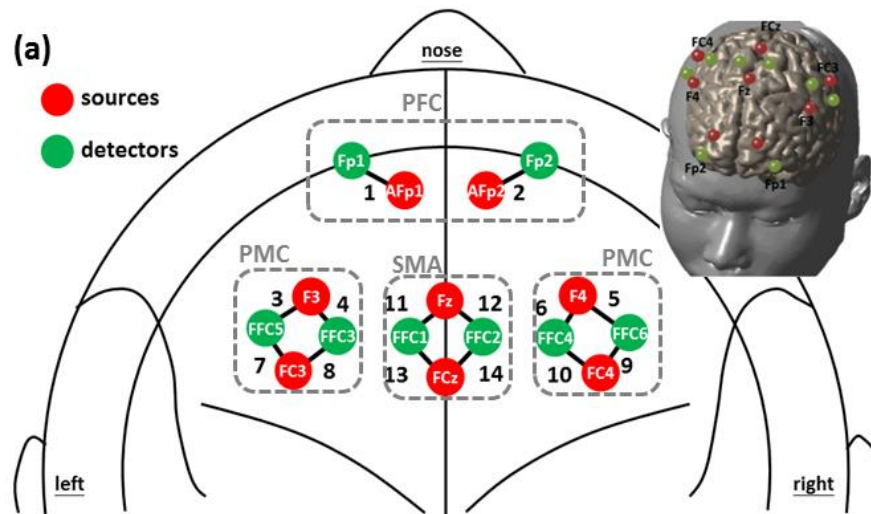 (a)
nose
sources
detectors
PFC
Fp1
Fp2
1
AFp1
AFp2
2
PMC
SMA
PMC
3
F3
4
11
Fz
12
6
F4
5
FFC5
FFC3
FFC1
FFC2
FFC4
FFC6
7
FC3
8
13
FCz
14
10
FC4
9
left
right
FCz
FC4
FC3
Fz
F4
F3
Fp2
Fp1